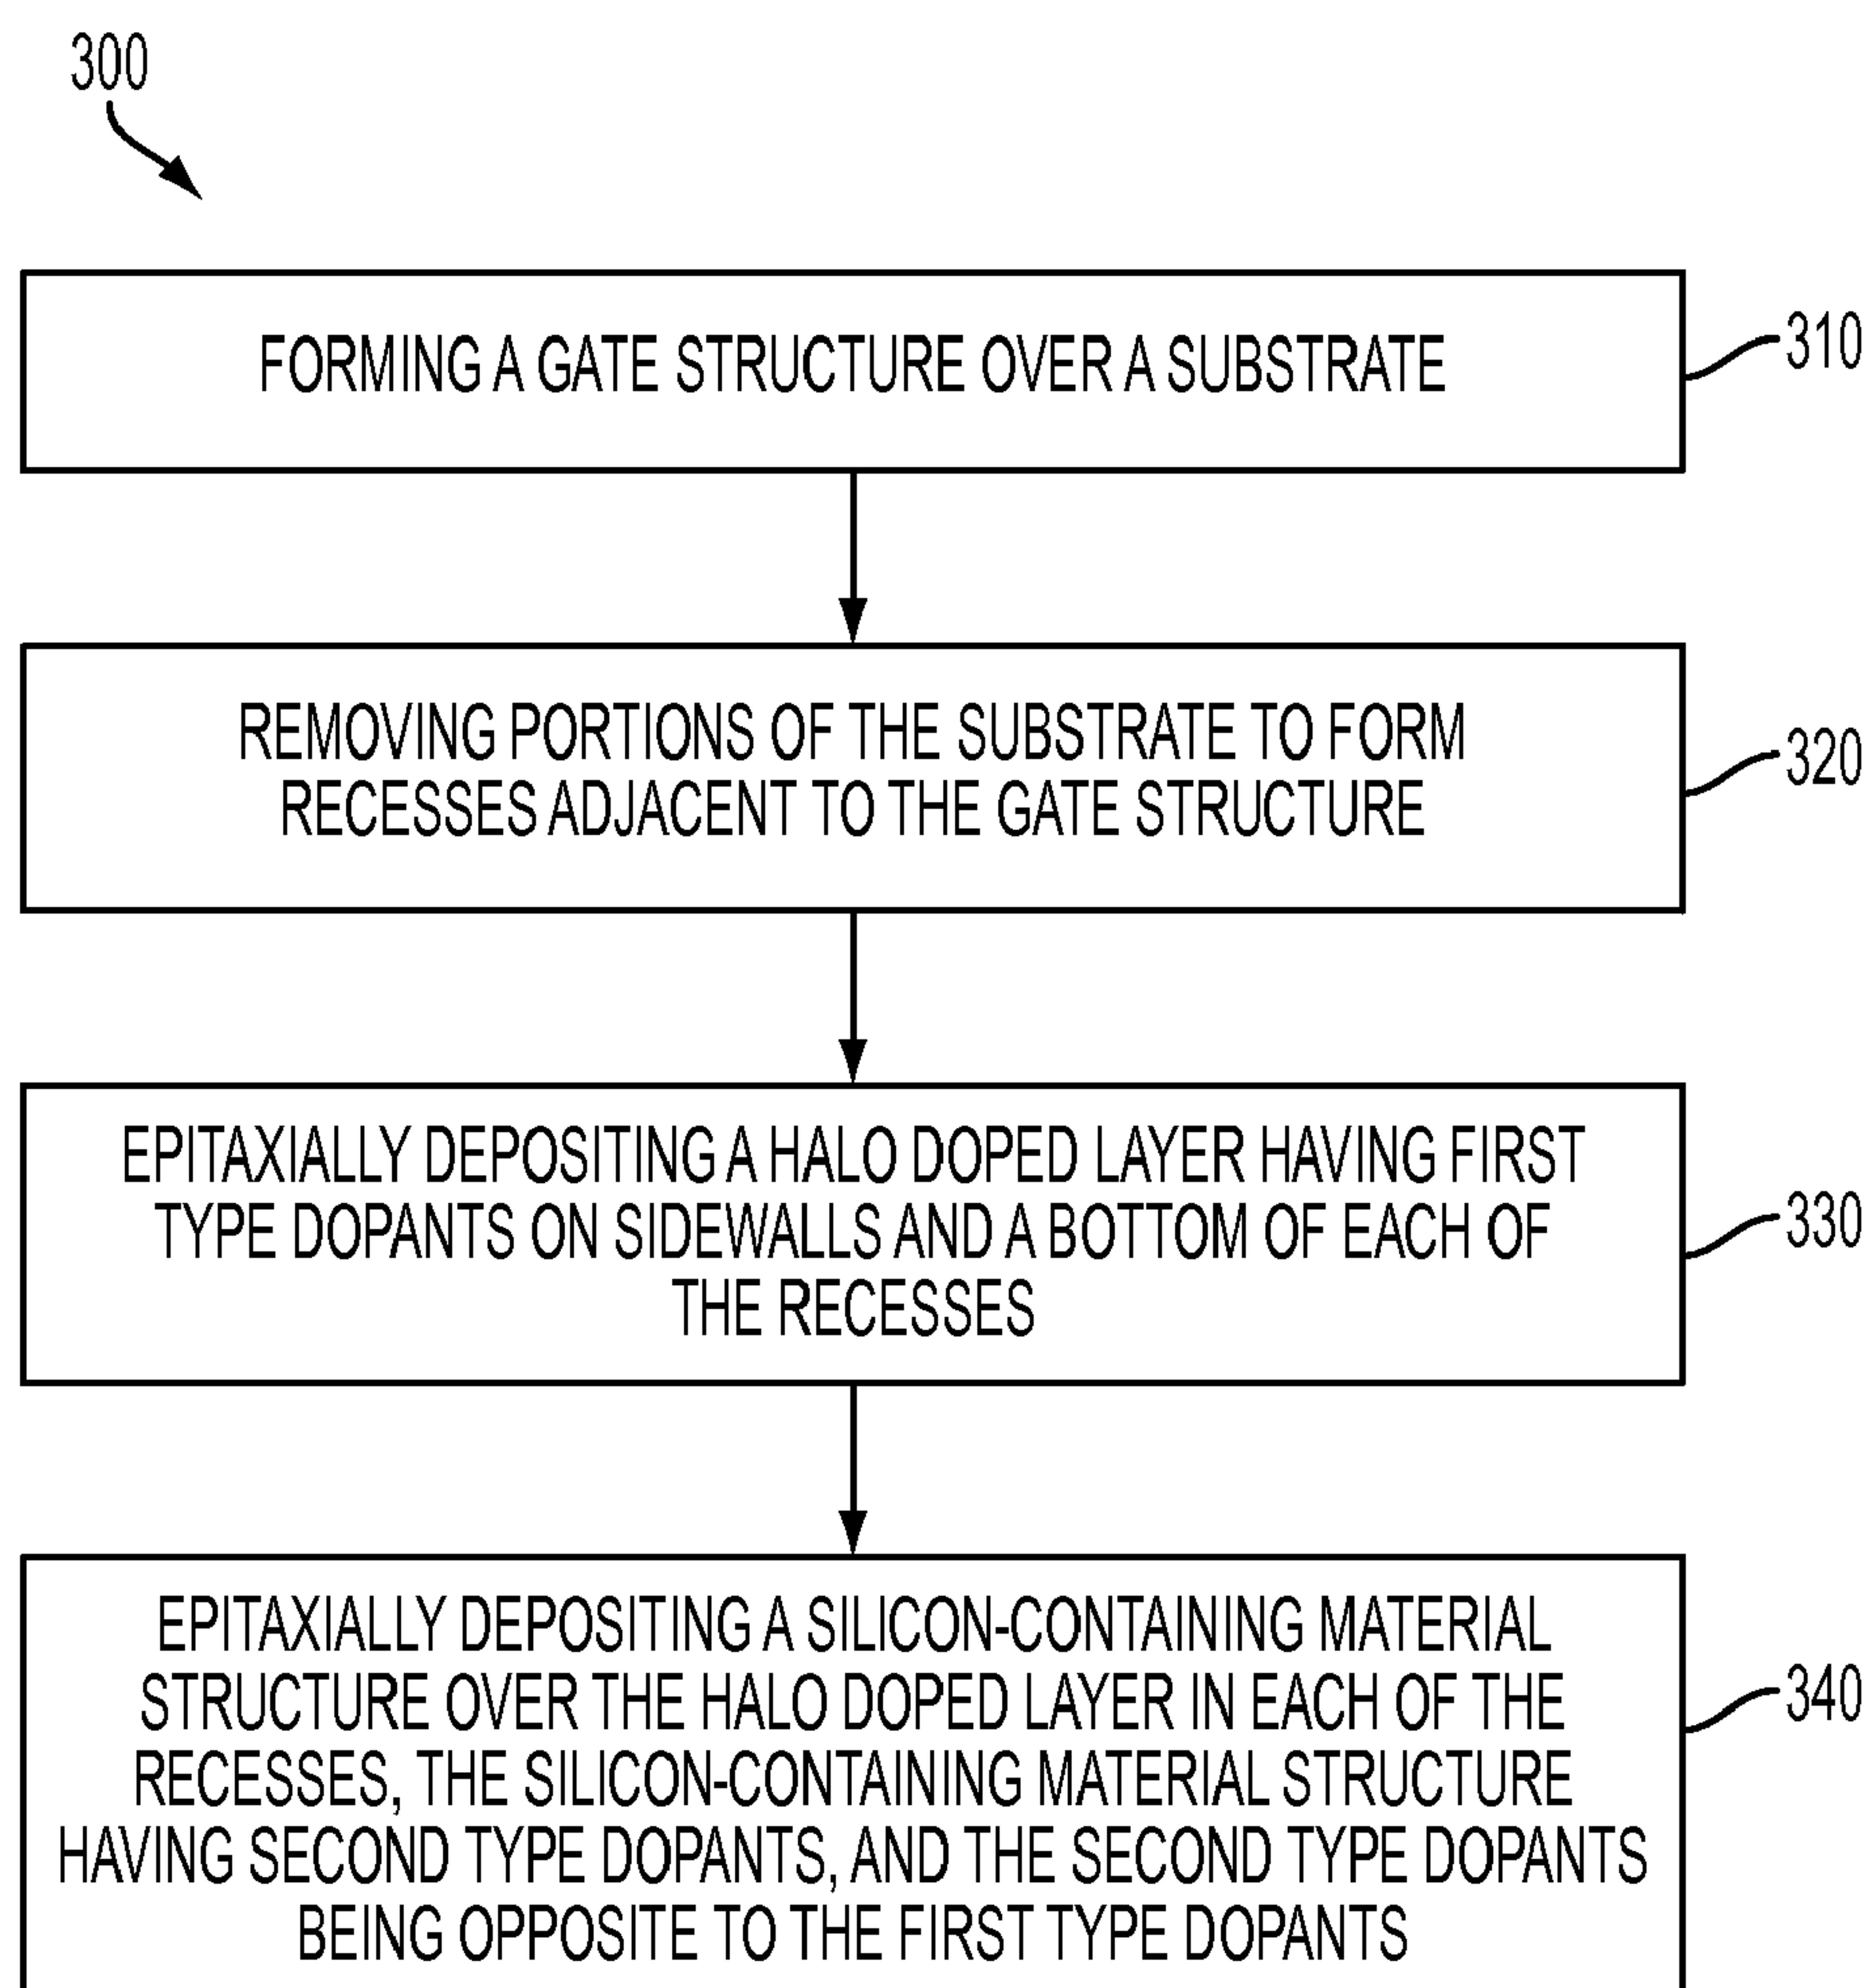 300
FORMING A GATE STRUCTURE OVER A SUBSTRATE
310
REMOVING PORTIONS OF THE SUBSTRATE TO FORM
RECESSES ADJACENT TO THE GATE STRUCTURE
320
EPITAXIALLY DEPOSITING A HALO DOPED LAYER HAVING FIRST
TYPE DOPANTS ON SIDEWALLS AND A BOTTOM OF EACH OF
THE RECESSES
330
EPITAXIALLY DEPOSITING A SILICON-CONTAINING MATERIAL
STRUCTURE OVER THE HALO DOPED LAYER IN EACH OF THE
RECESSES, THE SILICON-CONTAINING MATERIAL STRUCTURE
HAVING SECOND TYPE DOPANTS, AND THE SECOND TYPE DOPANTS
BEING OPPOSITE TO THE FIRST TYPE DOPANTS
340